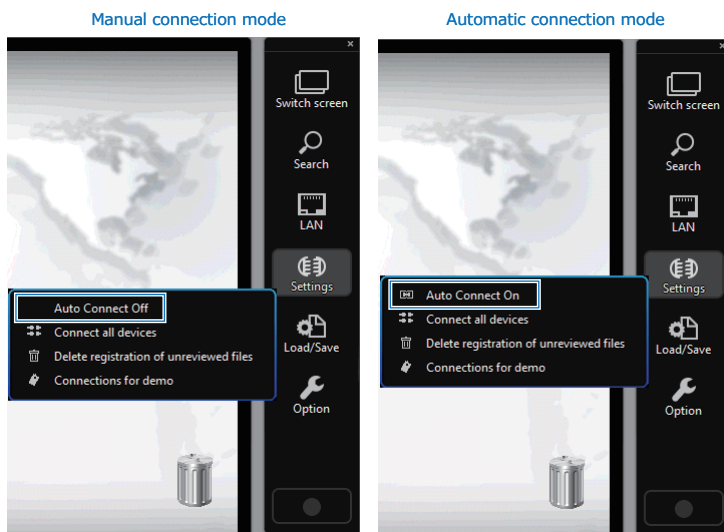 Manual connection mode
Automatic connection mode
×
Switch screen
Search
LAN
Settings
Auto Connect Off
Connect all devices
Delete registration of unreviewed files
Connections for demo
Load/Save
Option
×
Switch screen
Search
LAN
Settings
Auto Connect On
Connect all devices
Delete registration of unreviewed files
Connections for demo
Load/Save
Option